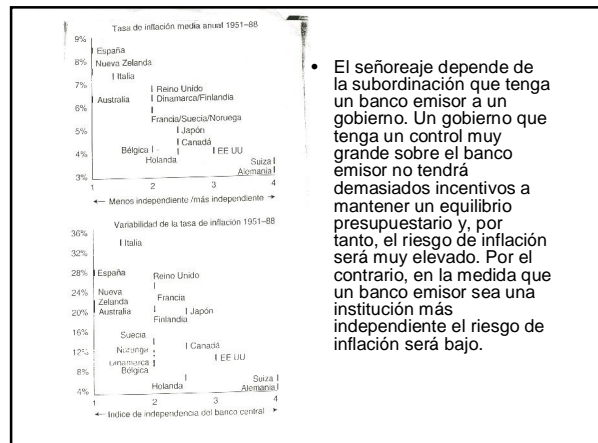 Tasa de inflación media anual 1951–88
9%
España
8%
Nueva Zelanda
Italia
7%
Reino Unido
Australia
Dinamarca/Finlandia
6%
Francia/Suecia/Noruega
5%
Japón
Canadá
4%
Bélgica
EE UU
Holanda
Suiza
Alemania
3%
1 2 3 4
Menos independiente /más independiente
Variabilidad de la tasa de inflación 1951–88
36%
Italia
32%
28%
España
Reino Unido
24%
Nueva
Zelanda
Francia
20%
Australia
Japón
Finlandia
16%
Suecia
Canadá
12%
Noruega
EE UU
Dinamarca
8%
Bélgica
Holanda
Suiza
Alemania
4%
1 2 3 4
Indice de independencia del banco central
• El señoreaje depende de
la subordinación que tenga
un banco emisor a un
gobierno. Un gobierno que
tenga un control muy
grande sobre el banco
emisor no tendrá
demasiados incentivos a
mantener un equilibrio
presupuestario y, por
tanto, el riesgo de inflación
será muy elevado. Por el
contrario, en la medida que
un banco emisor sea una
institución más
independiente el riesgo de
inflación será bajo.